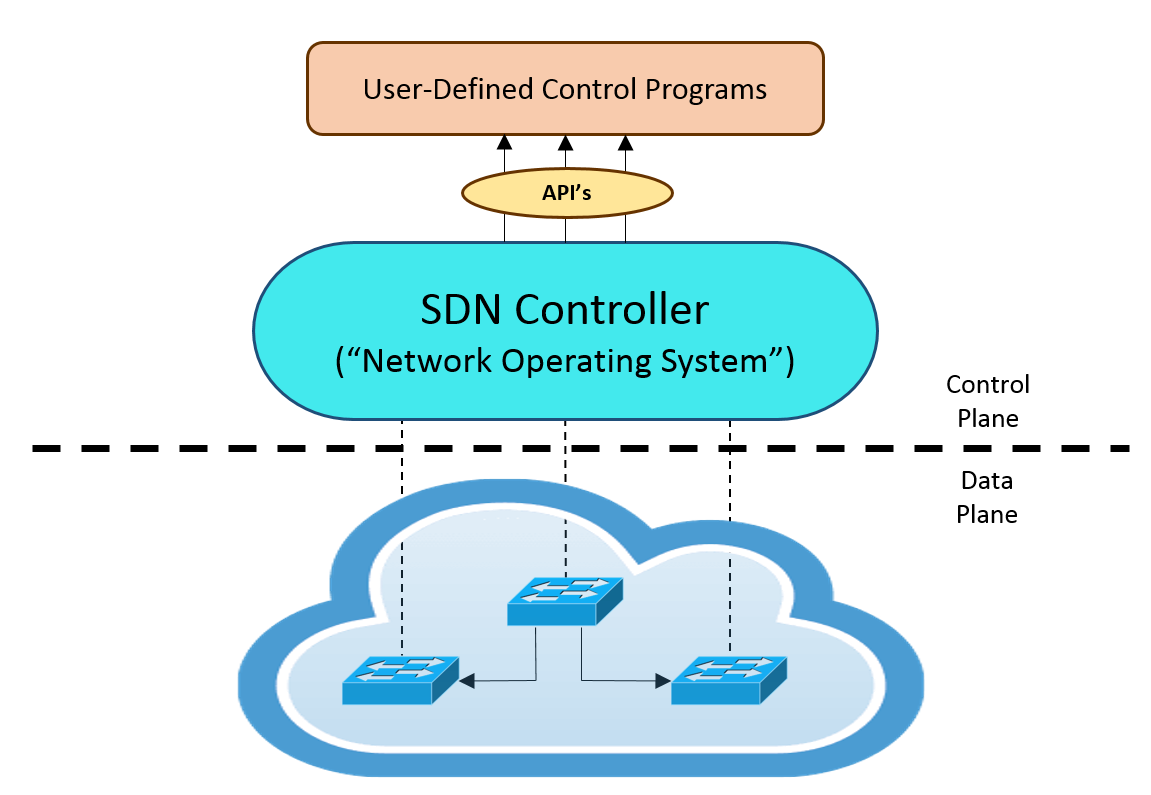 User-Defined Control Programs
API’s
SDN Controller
(“Network Operating System”)
Control
Plane
Data
Plane